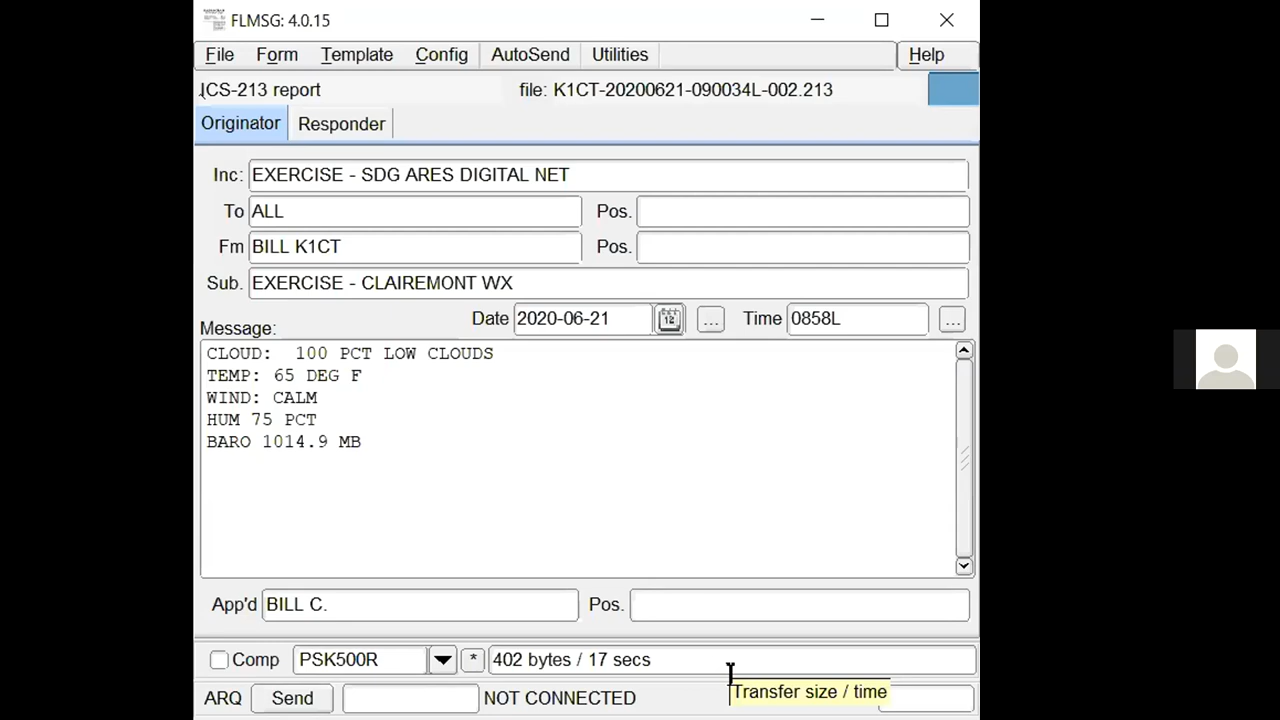 FLMSG: 4.0.15
File Form Template Config AutoSend Utilities Help
ICS-213 report file: K1CT-20200621-090034L-002.213
Originator Responder
Inc: EXERCISE - SDG ARES DIGITAL NET
To ALL Pos.
Fm BILL K1CT Pos.
Sub. EXERCISE - CLAIREMONT WX
Date 2020-06-21 12 ... Time 0858L ...
Message:
CLOUD:  100 PCT LOW CLOUDS
TEMP: 65 DEG F
WIND: CALM
HUM 75 PCT
BARO 1014.9 MB
App'd BILL C. Pos.
Comp PSK500R * 402 bytes / 17 secs
ARQ Send NOT CONNECTED Transfer size / time